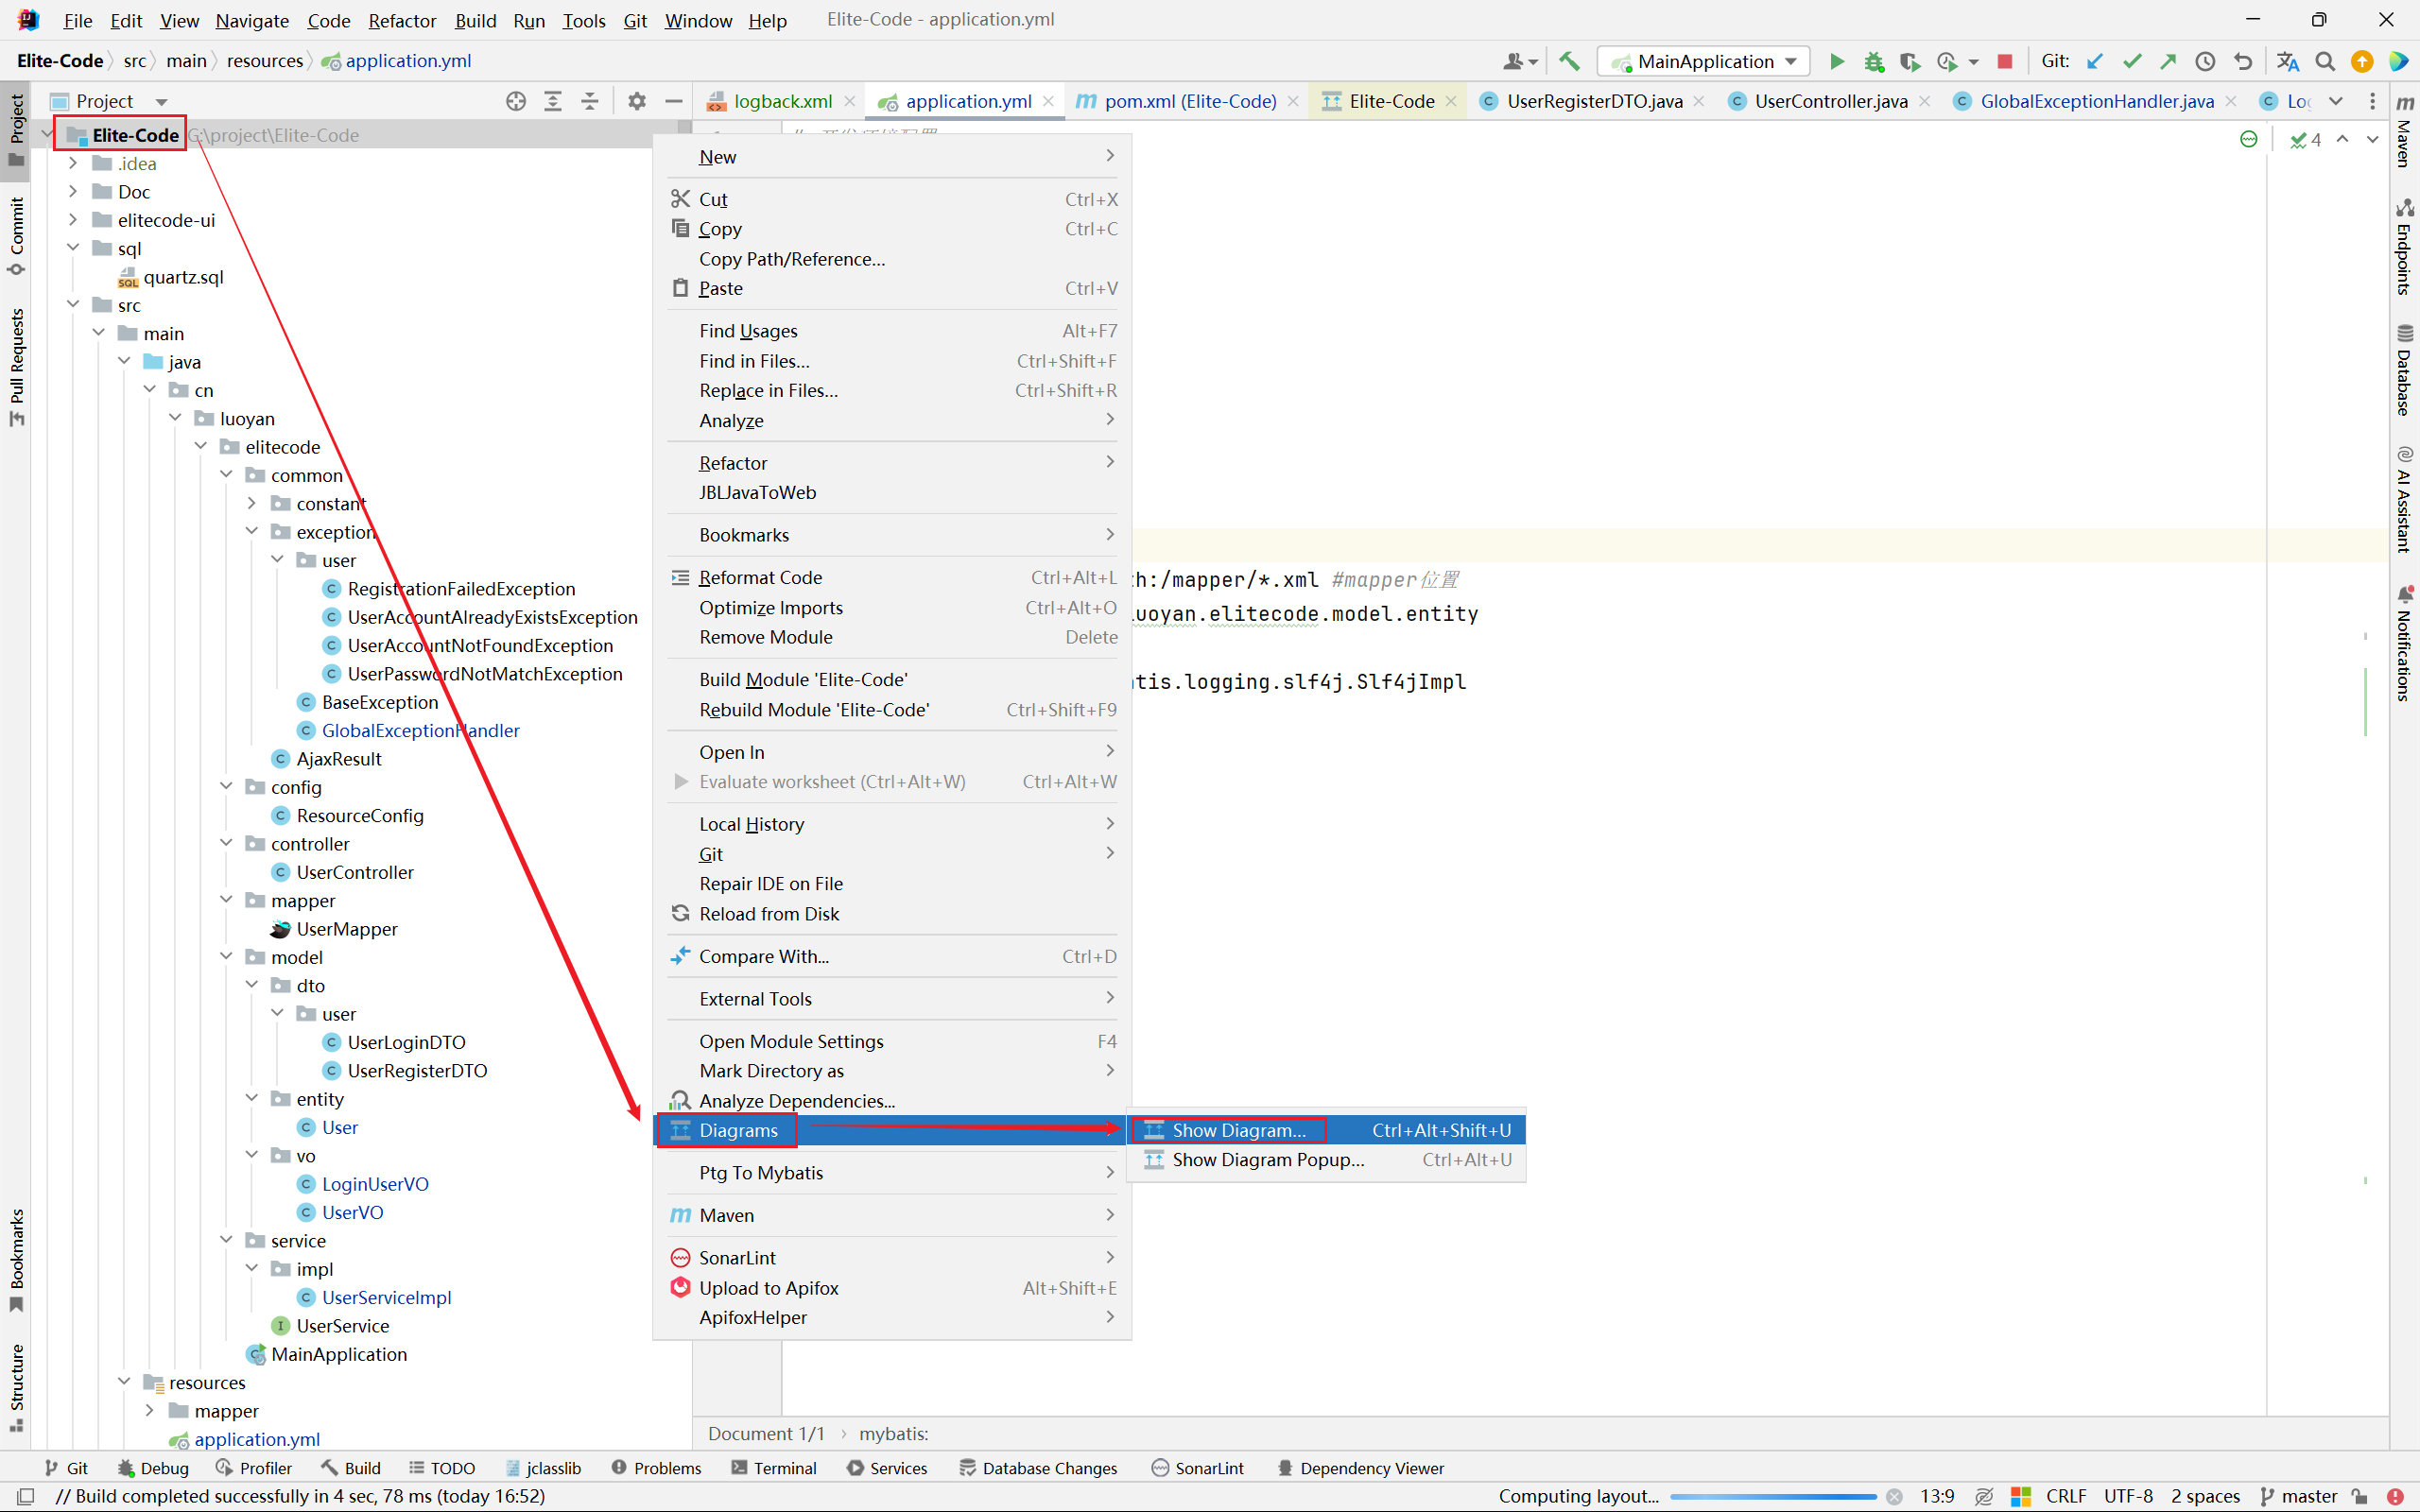 File Edit View Navigate Code Refactor Build Run Tools Git Window Help Elite-Code - application.yml
Elite-Code src main resources application.yml MainApplication Git:
Project logback.xml application.yml pom.xml (Elite-Code) Elite-Code UserRegisterDTO.java UserController.java GlobalExceptionHandler.java
Elite-Code G:\project\Elite-Code
.idea
Doc
elitecode-ui
sql
quartz.sql
src
main
java
cn
luoyan
elitecode
common
constant
exception
user
RegistrationFailedException
UserAccountAlreadyExistsException
UserAccountNotFoundException
UserPasswordNotMatchException
BaseException
GlobalExceptionHandler
AjaxResult
config
ResourceConfig
controller
UserController
mapper
UserMapper
model
dto
user
UserLoginDTO
UserRegisterDTO
entity
User
vo
LoginUserVO
UserVO
service
impl
UserServiceImpl
UserService
MainApplication
resources
mapper
application.yml
New
Cut Ctrl+X
Copy Ctrl+C
Copy Path/Reference...
Paste Ctrl+V
Find Usages Alt+F7
Find in Files... Ctrl+Shift+F
Replace in Files... Ctrl+Shift+R
Analyze
Refactor
JBLJavaToWeb
Bookmarks
Reformat Code Ctrl+Alt+L
Optimize Imports Ctrl+Alt+O
Remove Module Delete
Build Module 'Elite-Code'
Rebuild Module 'Elite-Code' Ctrl+Shift+F9
Open In
Evaluate worksheet (Ctrl+Alt+W) Ctrl+Alt+W
Local History
Git
Repair IDE on File
Reload from Disk
Compare With... Ctrl+D
External Tools
Open Module Settings F4
Mark Directory as
Analyze Dependencies...
Diagrams
Ptg To Mybatis
Maven
SonarLint
Upload to Apifox Alt+Shift+E
ApifoxHelper
Show Diagram... Ctrl+Alt+Shift+U
Show Diagram Popup... Ctrl+Alt+U
4
:h:/mapper/*.xml #mapper位置
luoyan.elitecode.model.entity
tis.logging.slf4j.Slf4jImpl
Document 1/1 mybatis:
Project
Commit
Pull Requests
Bookmarks
Structure
Maven
Endpoints
Database
AI Assistant
Notifications
Git Debug Profiler Build TODO jclasslib Problems Terminal Services Database Changes SonarLint Dependency Viewer
// Build completed successfully in 4 sec, 78 ms (today 16:52) Computing layout... 13:9 CRLF UTF-8 2 spaces master